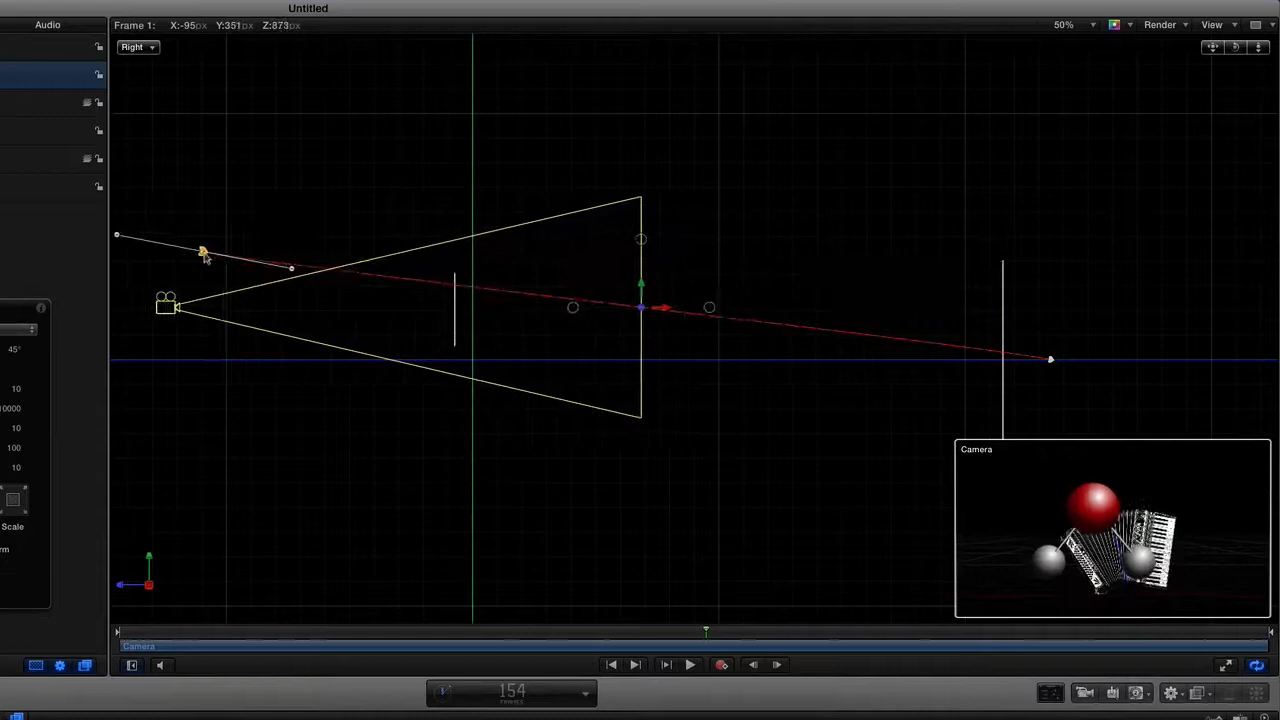 Untitled
Audio
Frame 1: X:-95px Y:351px Z:873px
50%
Render
View
Right
45°
10
10000
10
100
10
Scale
Camera
Camera
154
FRAMES